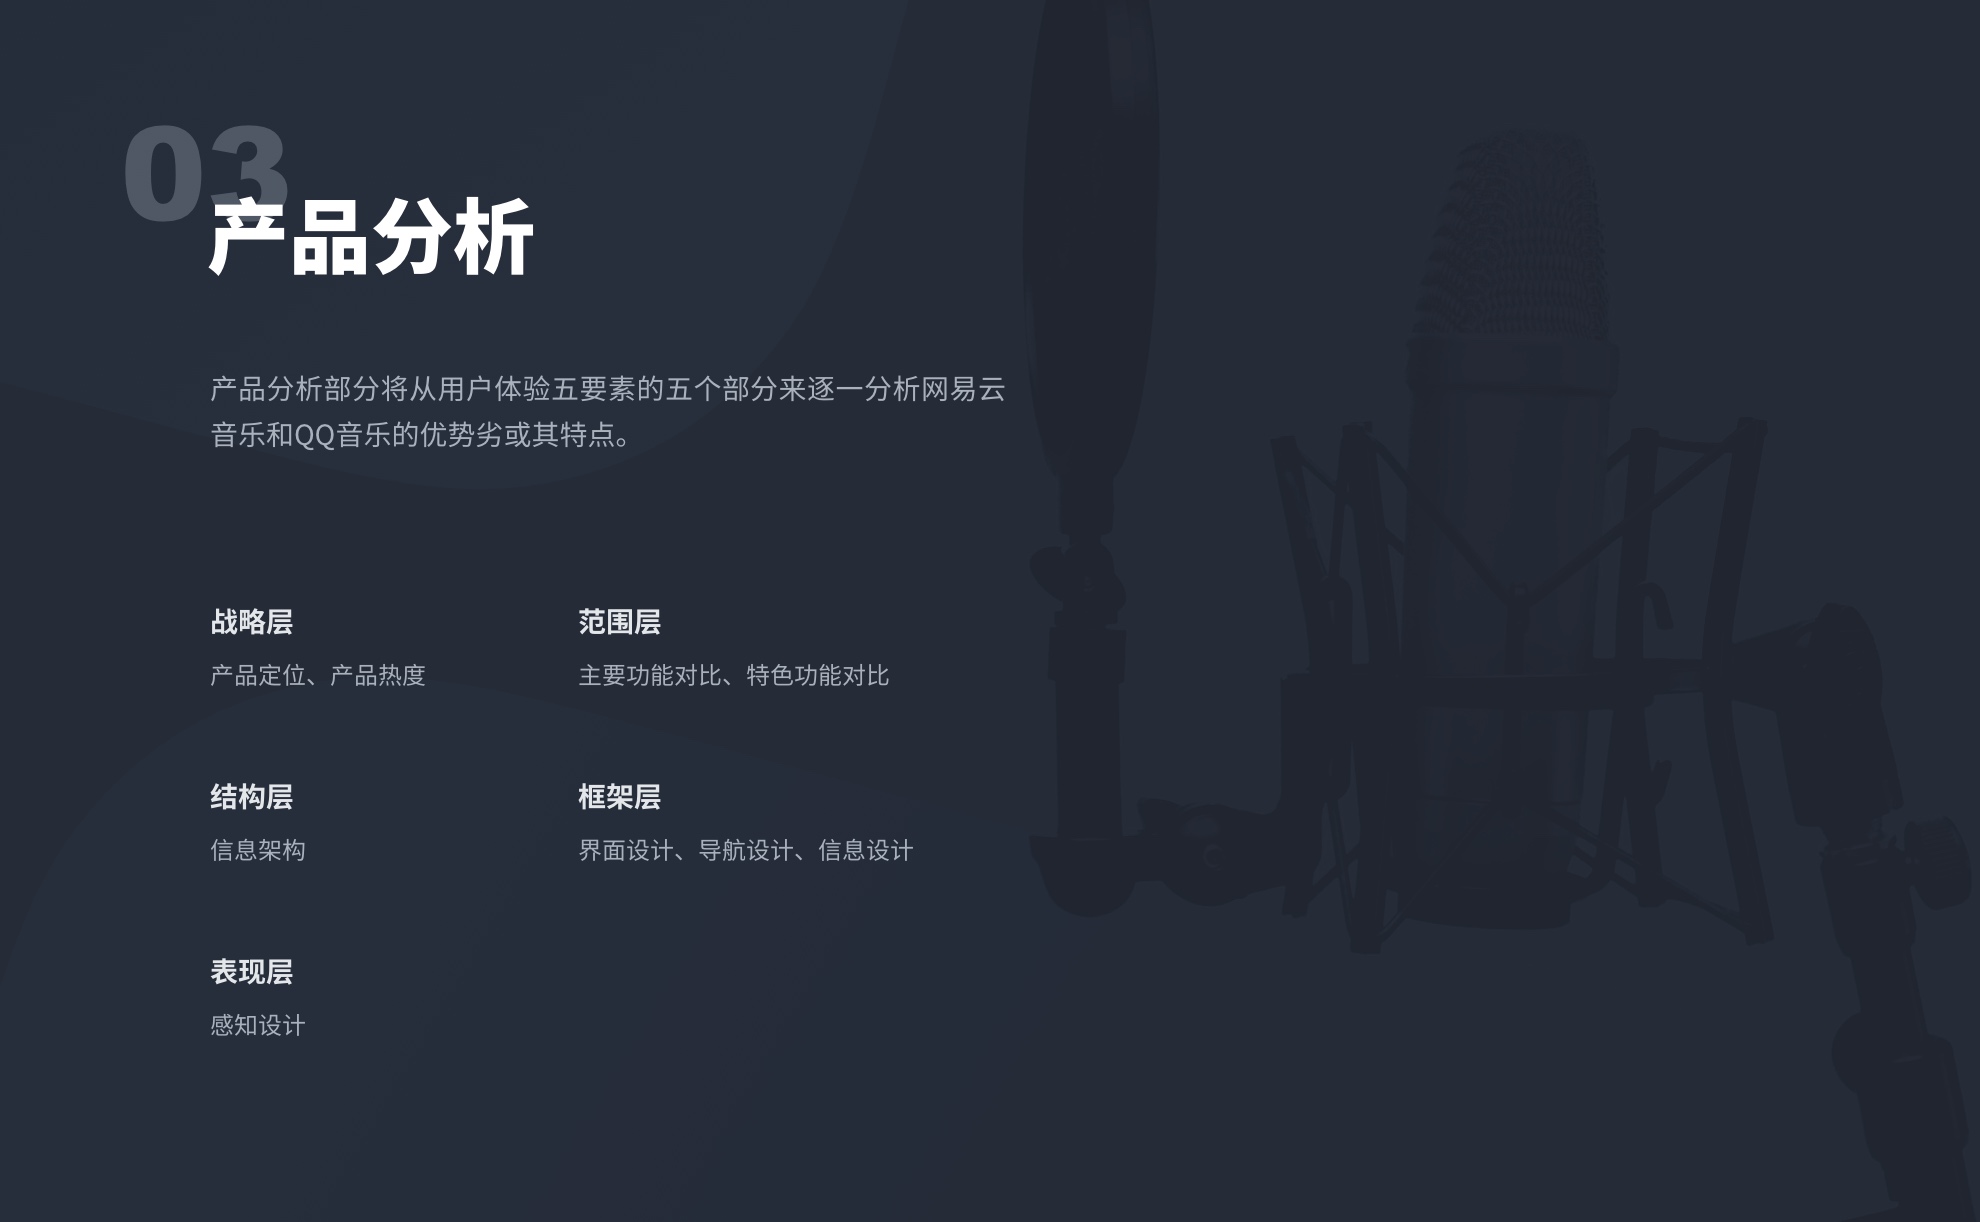 03
产品分析
产品分析部分将从用户体验五要素的五个部分来逐一分析网易云
音乐和QQ音乐的优势劣或其特点。
战略层
产品定位、产品热度
范围层
主要功能对比、特色功能对比
结构层
信息架构
框架层
界面设计、导航设计、信息设计
表现层
感知设计